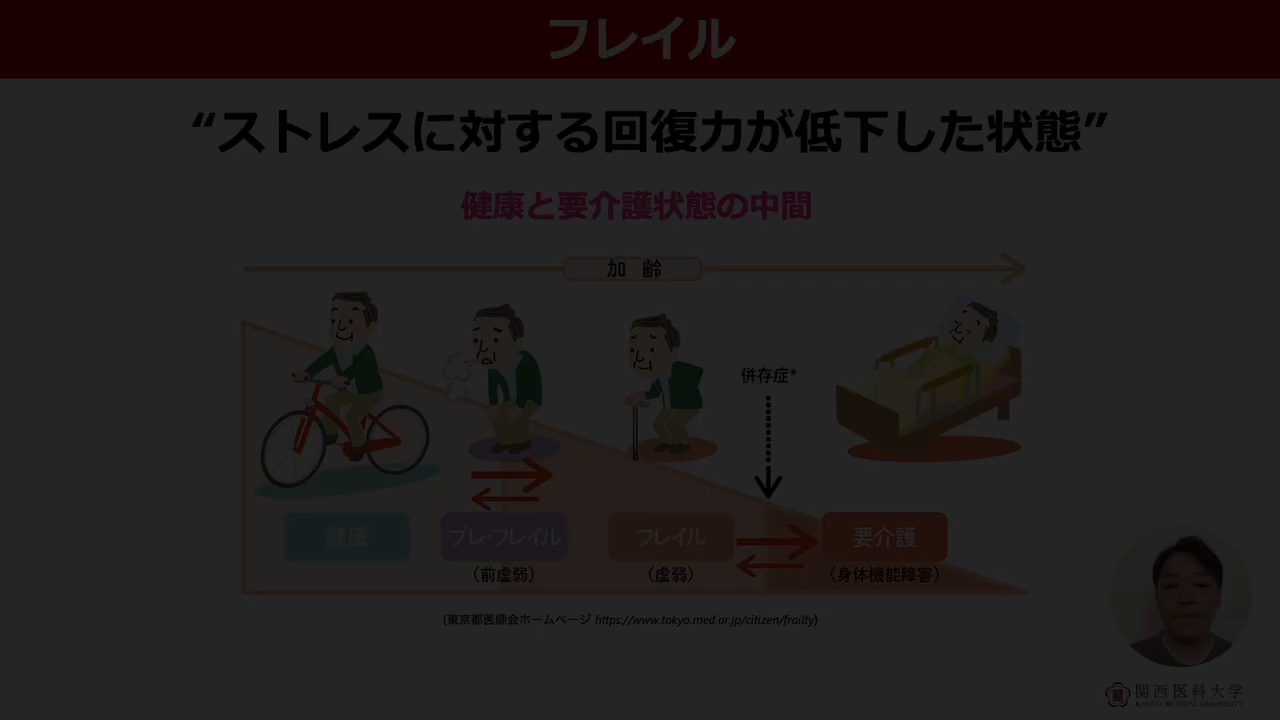 フレイル
“ストレスに対する回復力が低下した状態”
健康と要介護状態の中間
加 齢
併存症*
健康
プレ・フレイル
フレイル
要介護
（前虚弱）
（虚弱）
（身体機能障害）
(東京都医師会ホームページ https://www.tokyo.med.or.jp/citizen/frailty)
関西医科大学
KANSAI MEDICAL UNIVERSITY